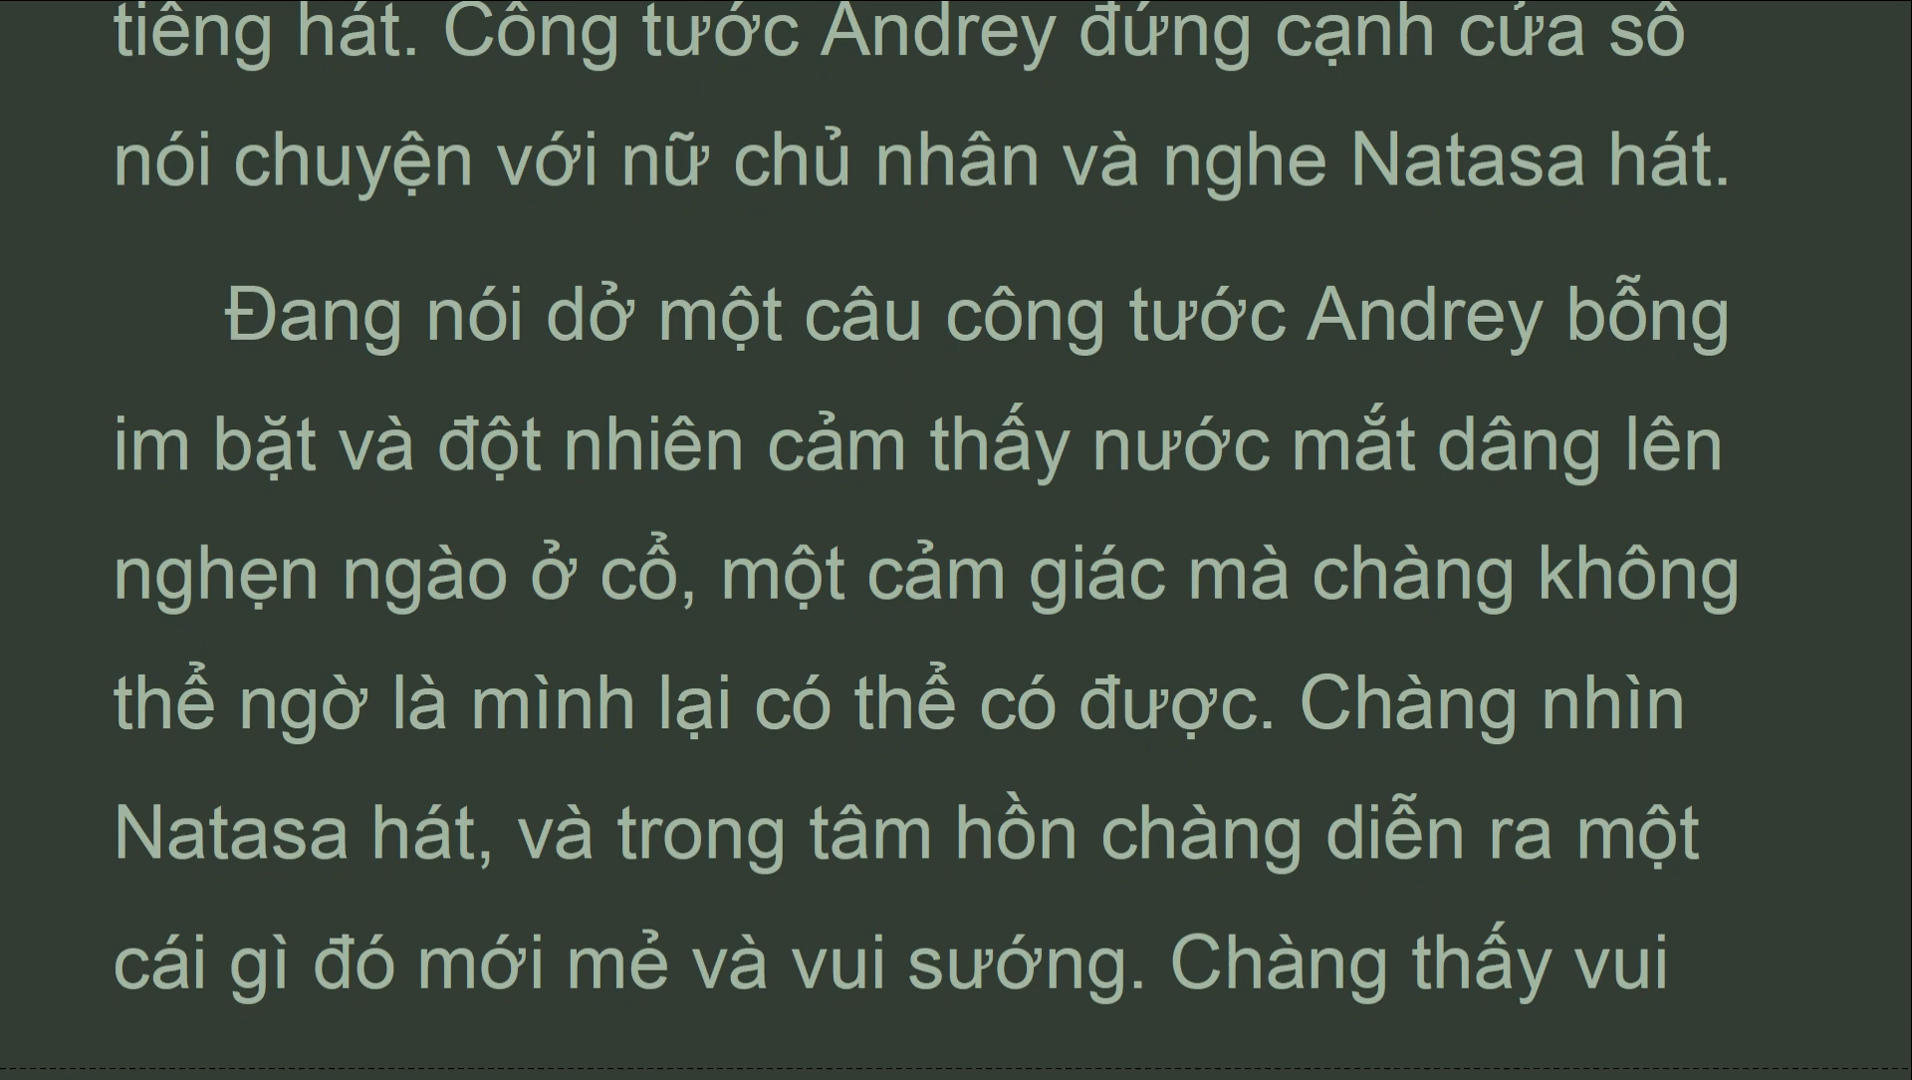 tiếng hát. Công tước Andrey đứng cạnh cửa sổ
nói chuyện với nữ chủ nhân và nghe Natasa hát.
Đang nói dở một câu công tước Andrey bỗng
im bặt và đột nhiên cảm thấy nước mắt dâng lên
nghẹn ngào ở cổ, một cảm giác mà chàng không
thể ngờ là mình lại có thể có được. Chàng nhìn
Natasa hát, và trong tâm hồn chàng diễn ra một
cái gì đó mới mẻ và vui sướng. Chàng thấy vui